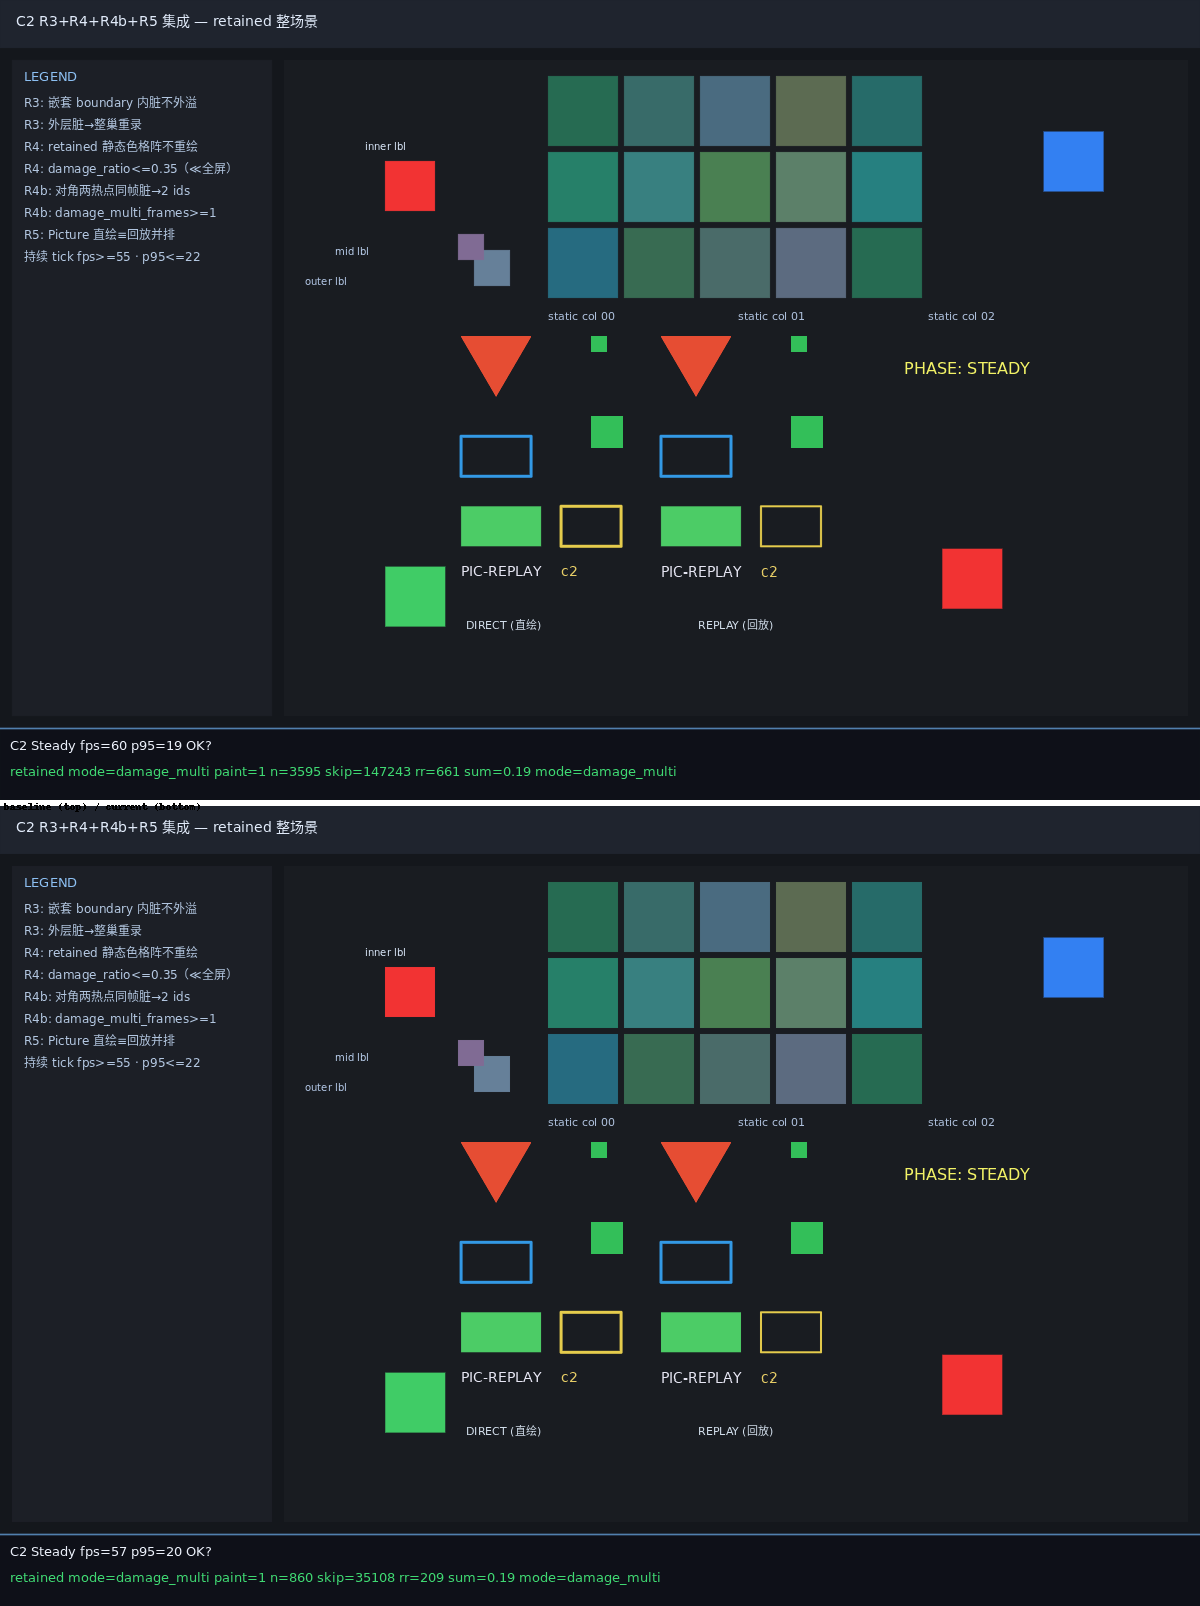 C2 R3+R4+R4b+R5 集成 — retained 整场景
LEGEND
R3: 嵌套 boundary 内脏不外溢
R3: 外层脏→整巢重录
R4: retained 静态色格阵不重绘
R4: damage_ratio<=0.35（≪全屏）
R4b: 对角两热点同帧脏→2 ids
R4b: damage_multi_frames>=1
R5: Picture 直绘≡回放并排
持续 tick fps>=55 · p95<=22
inner lbl
mid lbl
outer lbl
static col 00
static col 01
static col 02
PHASE: STEADY
PIC-REPLAY c2 PIC-REPLAY c2
DIRECT (直绘)
REPLAY (回放)
C2 Steady fps=60 p95=19 OK?
retained mode=damage_multi paint=1 n=3595 skip=147243 rr=661 sum=0.19 mode=damage_multi
baseline (top) / current (bottom)
C2 R3+R4+R4b+R5 集成 — retained 整场景
LEGEND
R3: 嵌套 boundary 内脏不外溢
R3: 外层脏→整巢重录
R4: retained 静态色格阵不重绘
R4: damage_ratio<=0.35（≪全屏）
R4b: 对角两热点同帧脏→2 ids
R4b: damage_multi_frames>=1
R5: Picture 直绘≡回放并排
持续 tick fps>=55 · p95<=22
inner lbl
mid lbl
outer lbl
static col 00
static col 01
static col 02
PHASE: STEADY
PIC-REPLAY c2 PIC-REPLAY c2
DIRECT (直绘)
REPLAY (回放)
C2 Steady fps=57 p95=20 OK?
retained mode=damage_multi paint=1 n=860 skip=35108 rr=209 sum=0.19 mode=damage_multi